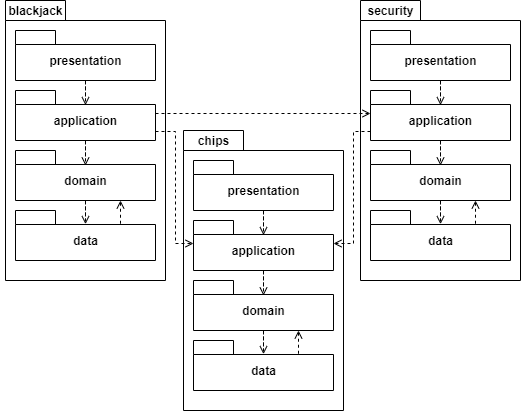 blackjack
presentation
application
domain
data
security
presentation
application
domain
data
chips
presentation
application
domain
data